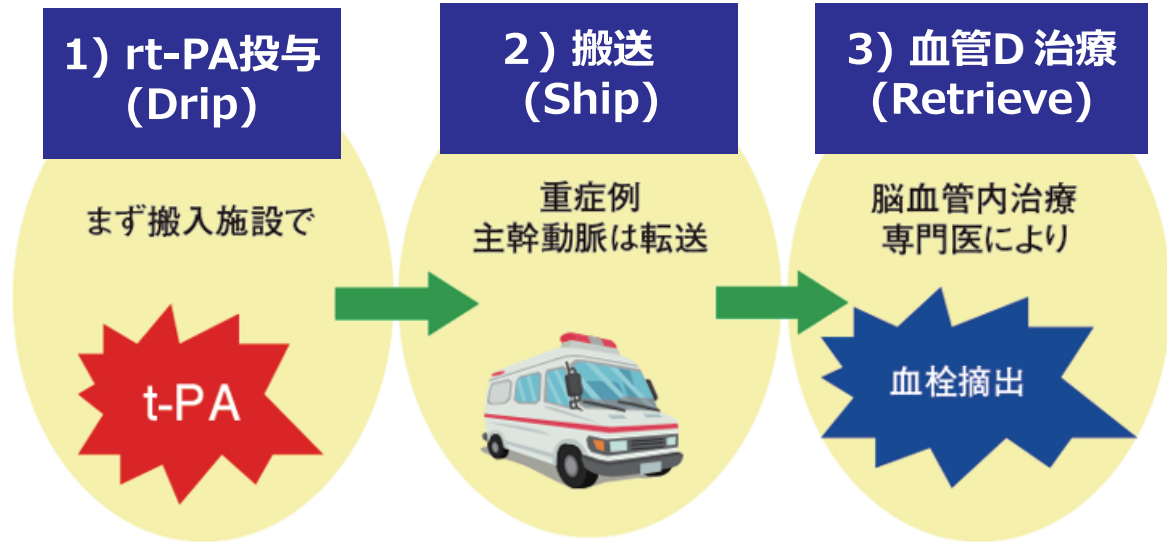 1) rt-PA投与
(Drip)
まず搬入施設で
t-PA
2) 搬送
(Ship)
重症例
主幹動脈は転送
3) 血管D 治療
(Retrieve)
脳血管内治療
専門医により
血栓摘出